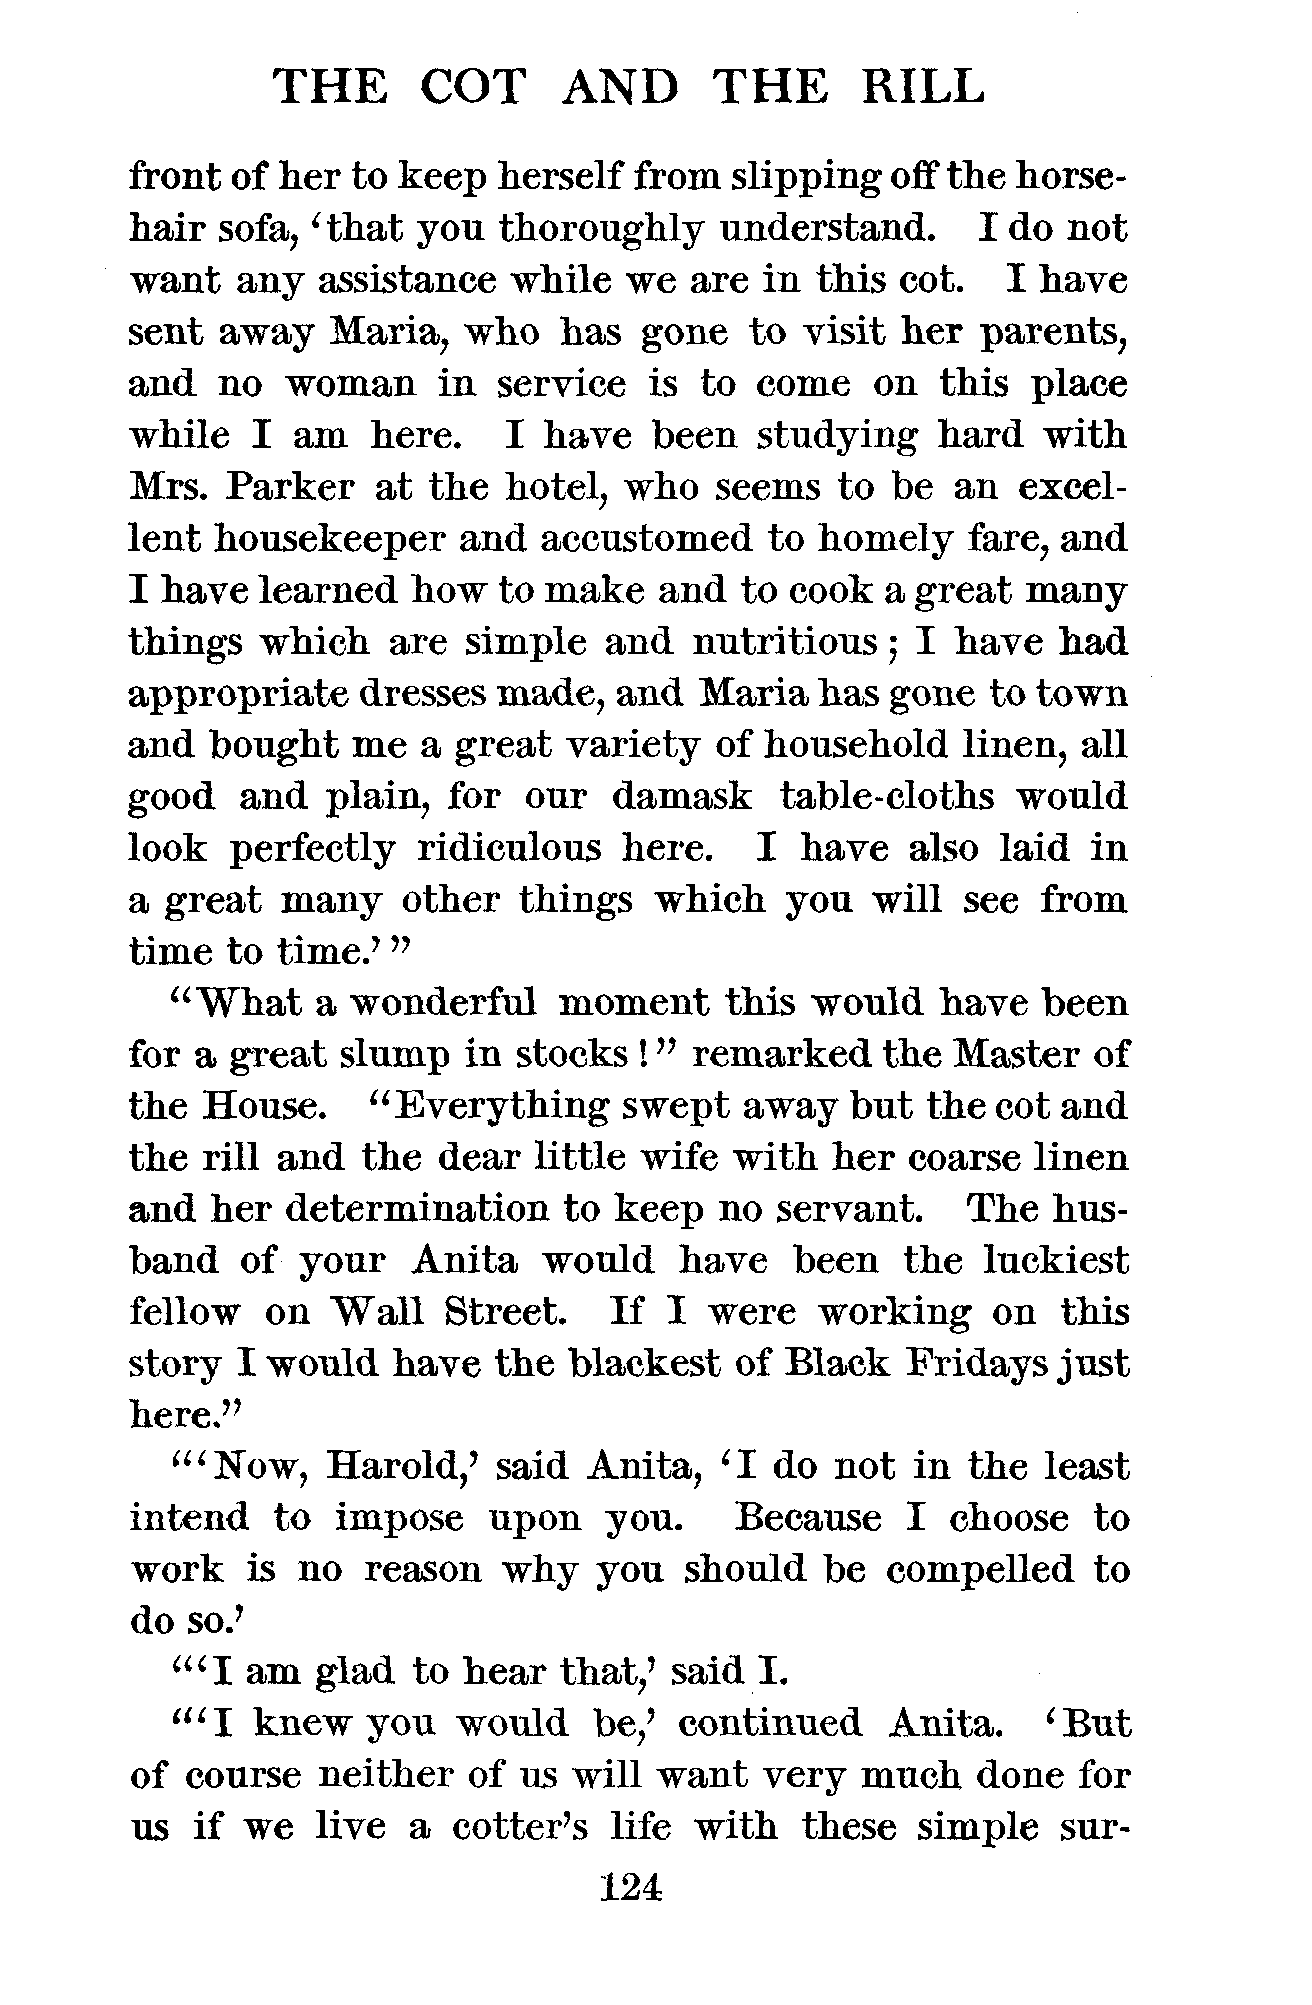 THE COT AND THE RILL
front of her to keep herself from slipping off the horse-
hair sofa, ‘that you thoroughly understand. I do not
want any assistance while we are in this cot. I have
sent away Maria, who has gone to visit her parents,
and no woman in service is to come on this place
while I am here. I have been studying hard with
Mrs. Parker at the hotel, who seems to be an excel-
lent housekeeper and accustomed to homely fare, and
I have learned how to make and to cook a great many
things which are simple and nutritious; I have had
appropriate dresses made, and Maria has gone to town
and bought me a great variety of household linen, all
good and plain, for our damask table-cloths would
look perfectly ridiculous here. I have also laid in
a great many other things which you will see from
time to time.’”
“What a wonderful moment this would have been
for a great slump in stocks!” remarked the Master of
the House. “Everything swept away but the cot and
the rill and the dear little wife with her coarse linen
and her determination to keep no servant. The hus-
band of your Anita would have been the luckiest
fellow on Wall Street. If I were working on this
story I would have the blackest of Black Fridays just
here.”
“‘Now, Harold,’ said Anita, ‘I do not in the least
intend to impose upon you. Because I choose to
work is no reason why you should be compelled to
do so.’
“‘I am glad to hear that,’ said I.
“‘I knew you would be,’ continued Anita. ‘But
of course neither of us will want very much done for
us if we live a cotter’s life with these simple sur-
124